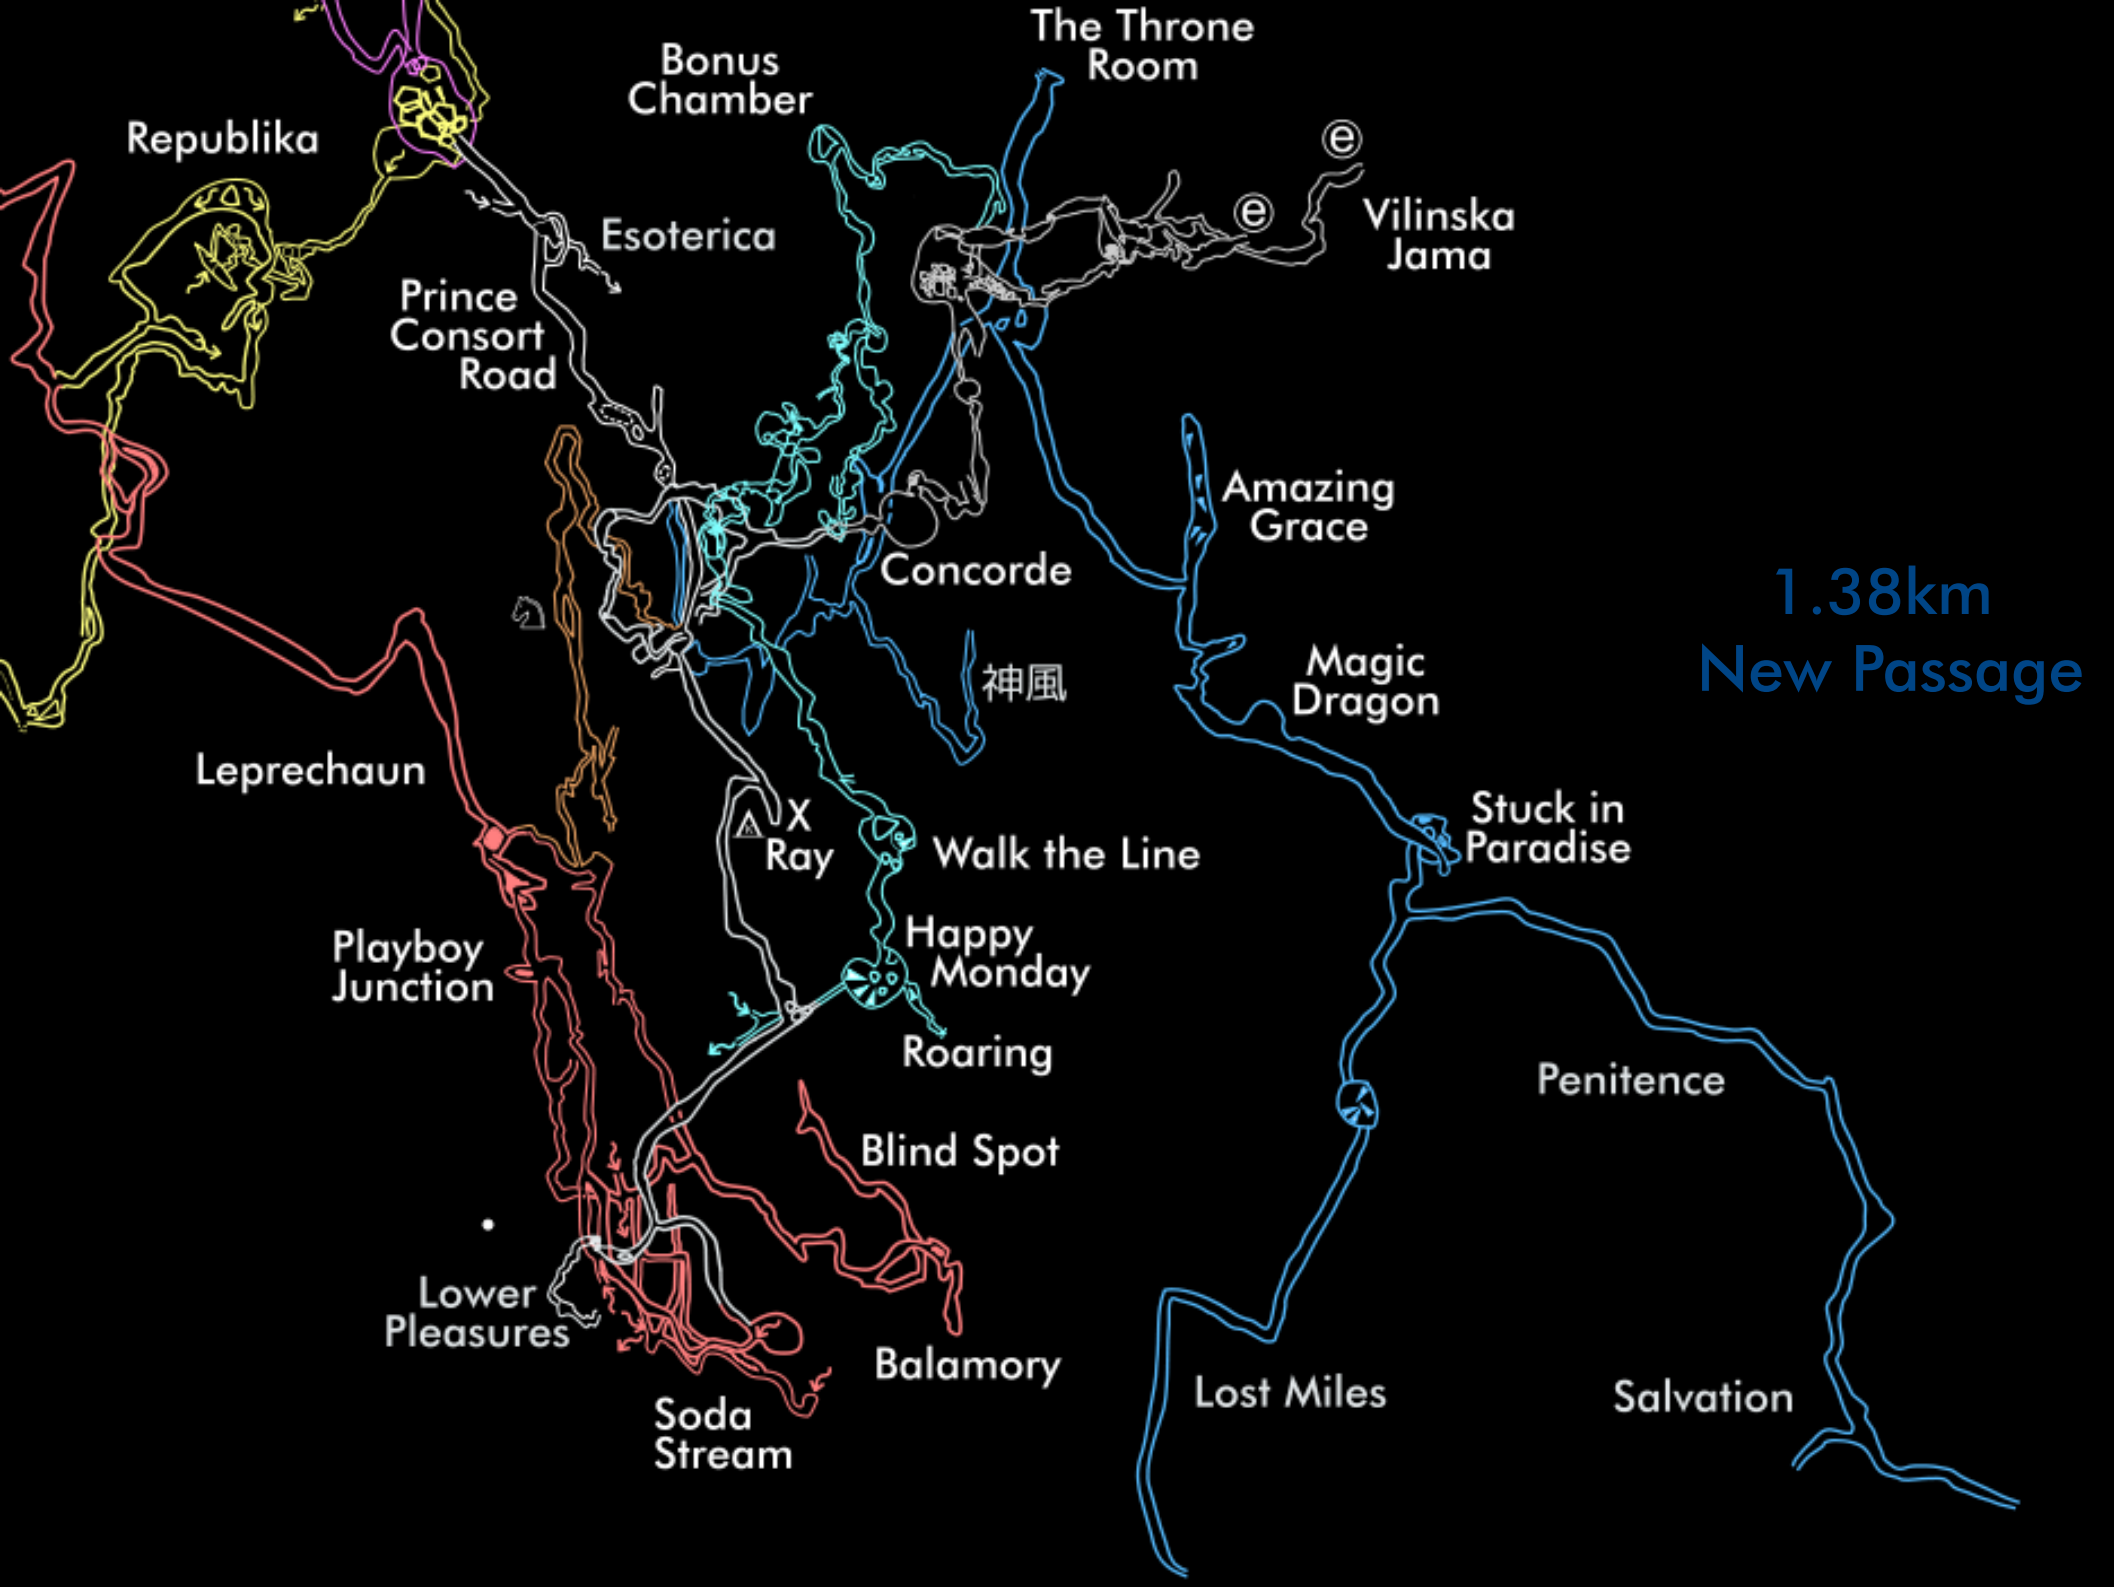 The Throne
Room
Bonus
Chamber
Republika
e
e
Vilinska
Jama
Esoterica
Prince
Consort
Road
Amazing
Grace
Concorde
1.38km
New Passage
神風
Magic
Dragon
Leprechaun
X
Ray
Stuck in
Paradise
Walk the Line
Playboy
Junction
Happy
Monday
Roaring
Penitence
Blind Spot
Lower
Pleasures
Balamory
Lost Miles
Salvation
Soda
Stream